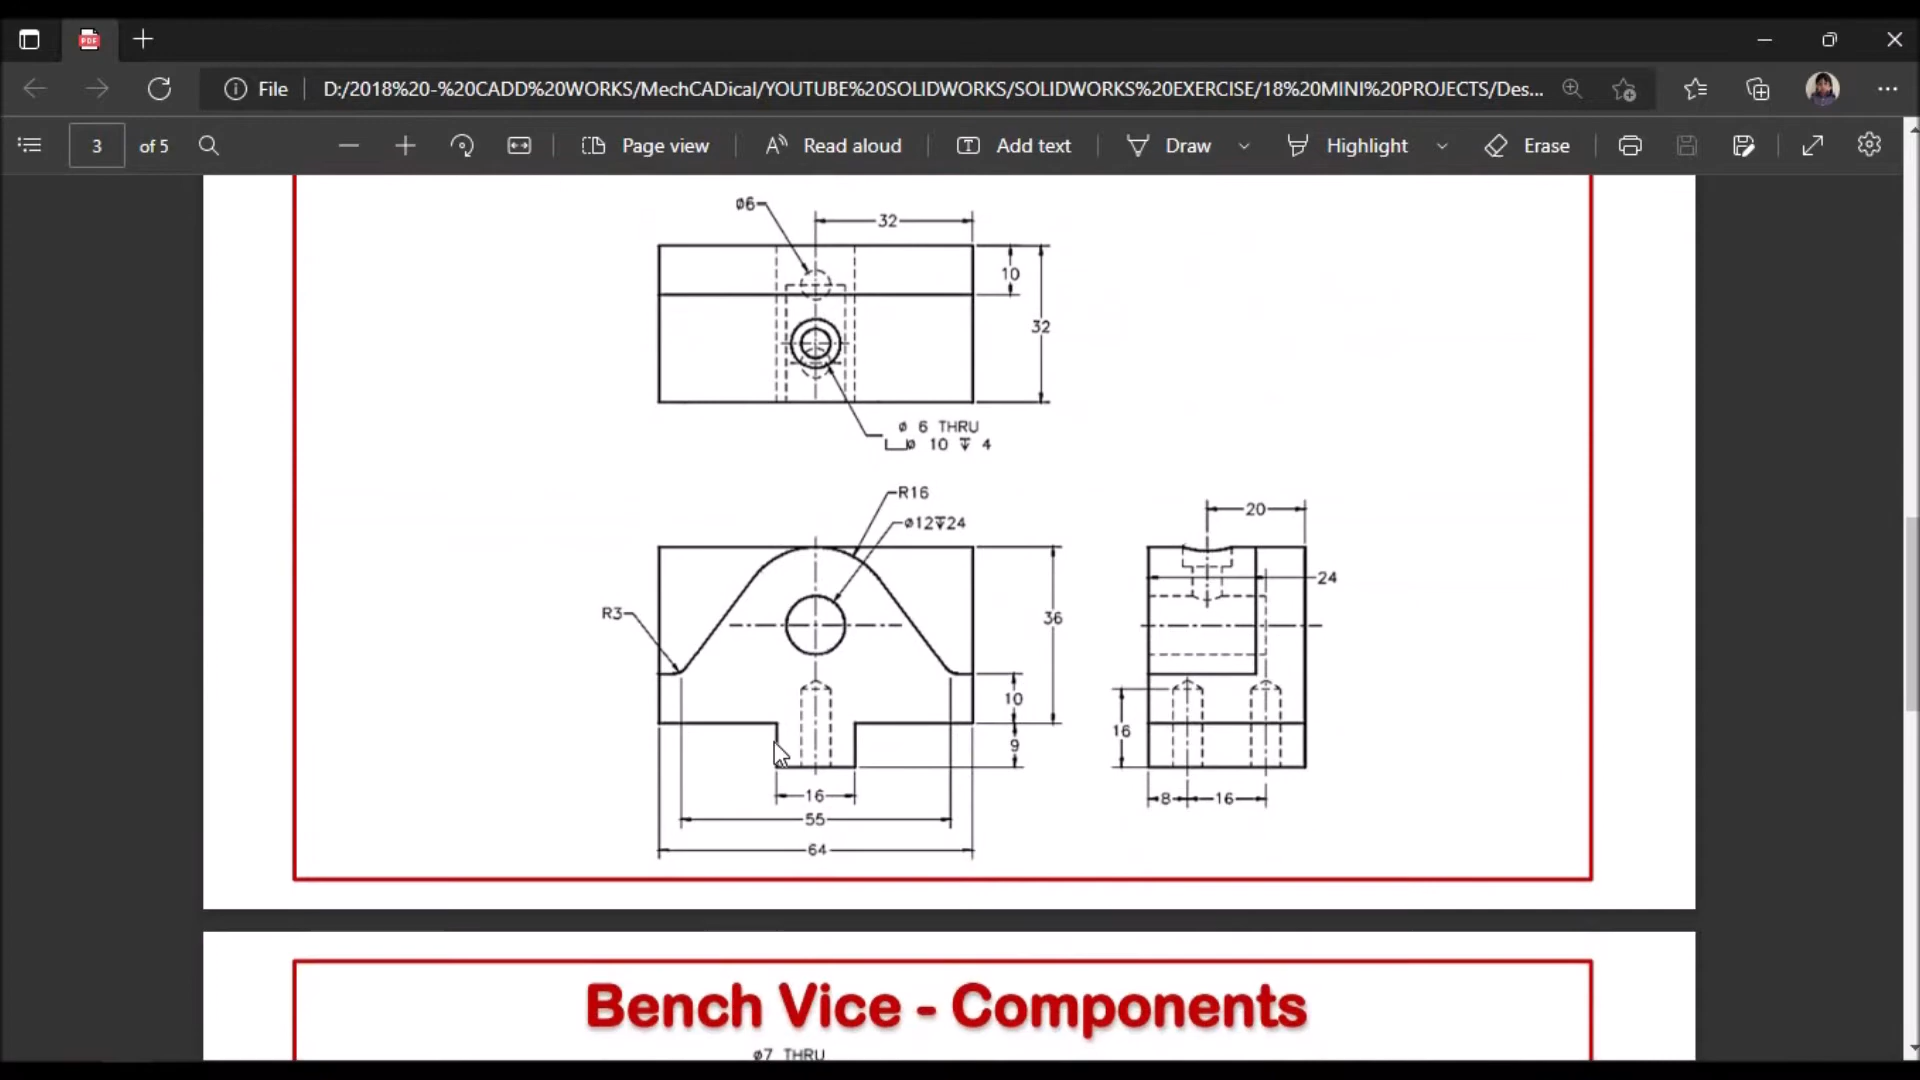 File D:/2018%20-%20CADD%20WORKS/MechCADical/YOUTUBE%20SOLIDWORKS/SOLIDWORKS%20EXERCISE/18%20MINI%20PROJECTS/Des...
3 of 5 Page view Read aloud Add text Draw Highlight Erase
PDF
ø6
32
10
32
ø 6 THRU
⌴ø 10 ↧ 4
R16
ø12↧24
R3
36
10
9
16
55
64
20
24
16
8
16
Bench Vice - Components
ø7 THRU